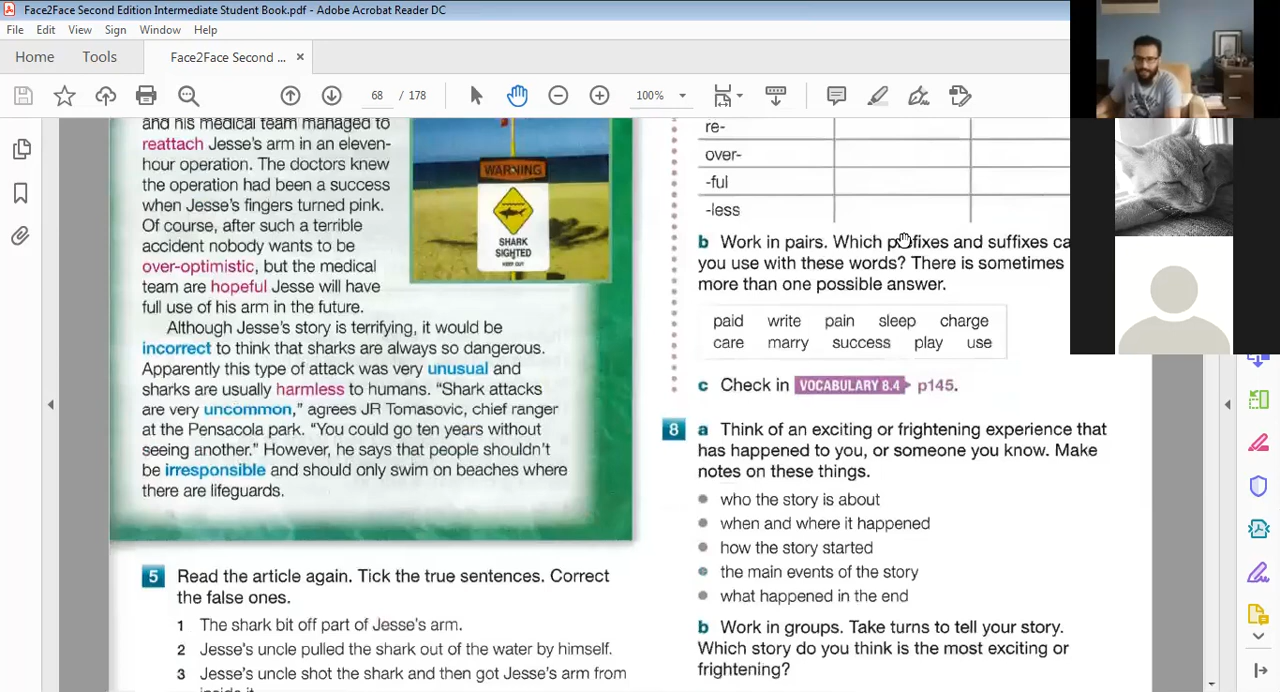 Face2Face Second Edition Intermediate Student Book.pdf - Adobe Acrobat Reader DC
File Edit View Sign Window Help
Home Tools Face2Face Second ... ×
68 / 178 100%
and his medical team managed to
reattach Jesse's arm in an eleven-
hour operation. The doctors knew
the operation had been a success
when Jesse's fingers turned pink.
Of course, after such a terrible
accident nobody wants to be
over-optimistic, but the medical
team are hopeful Jesse will have
full use of his arm in the future.
Although Jesse's story is terrifying, it would be
incorrect to think that sharks are always so dangerous.
Apparently this type of attack was very unusual and
sharks are usually harmless to humans. "Shark attacks
are very uncommon," agrees JR Tomasovic, chief ranger
at the Pensacola park. "You could go ten years without
seeing another." However, he says that people shouldn't
be irresponsible and should only swim on beaches where
there are lifeguards.
WARNING
SHARK
SIGHTED
KEEP OUT
5 Read the article again. Tick the true sentences. Correct
the false ones.
1 The shark bit off part of Jesse's arm.
2 Jesse's uncle pulled the shark out of the water by himself.
3 Jesse's uncle shot the shark and then got Jesse's arm from
inside it.
re-
over-
-ful
-less
b Work in pairs. Which prefixes and suffixes ca
you use with these words? There is sometimes
more than one possible answer.
paid write pain sleep charge
care marry success play use
c Check in VOCABULARY 8.4 p145.
8 a Think of an exciting or frightening experience that
has happened to you, or someone you know. Make
notes on these things.
who the story is about
when and where it happened
how the story started
the main events of the story
what happened in the end
b Work in groups. Take turns to tell your story.
Which story do you think is the most exciting or
frightening?